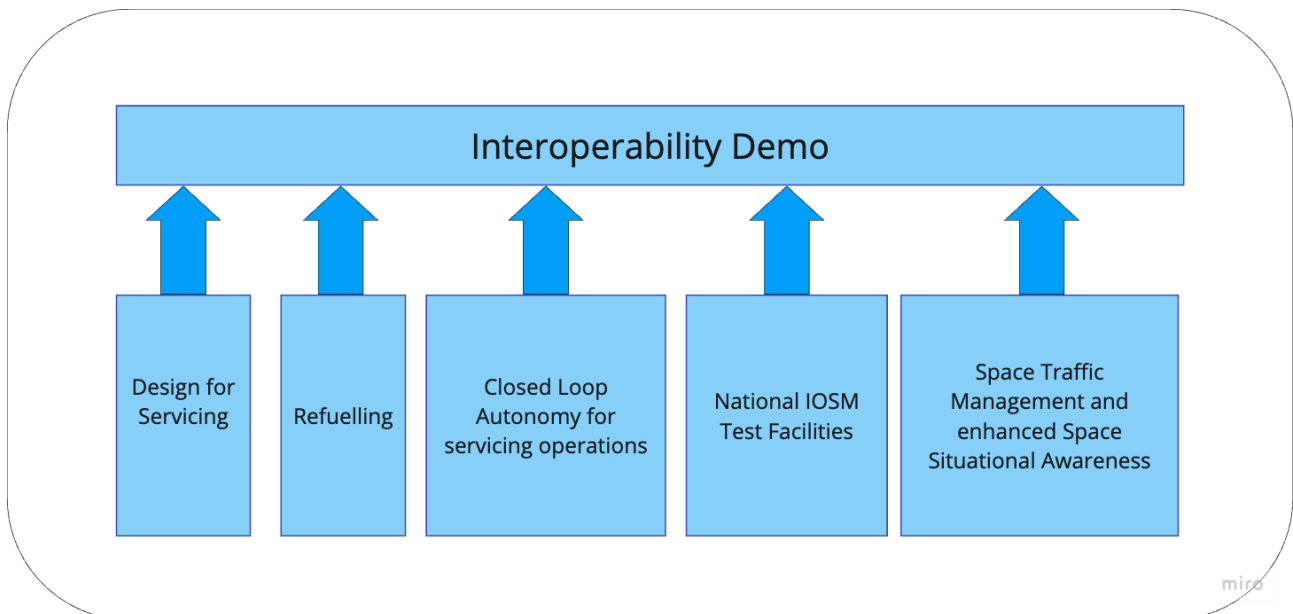 Interoperability Demo
Design for
Servicing
Refuelling
Closed Loop
Autonomy for
servicing operations
National IOSM
Test Facilities
Space Traffic
Management and
enhanced Space
Situational Awareness
miro